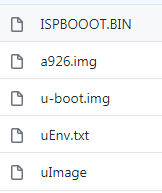 ISPBOOOT.BIN
a926.img
u-boot.img
uEnv.txt
uImage